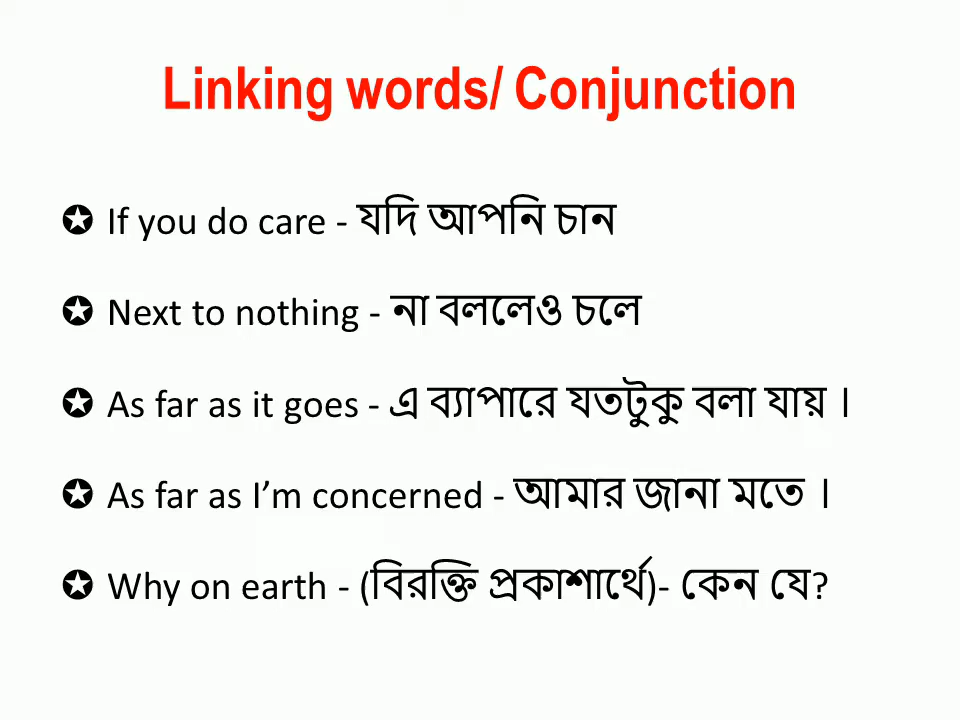 Linking words/ Conjunction
✪ If you do care - যদি আপনি চান
✪ Next to nothing - না বললেও চলে
✪ As far as it goes - এ ব্যাপারে যতটুকু বলা যায় ।
✪ As far as I’m concerned - আমার জানা মতে ।
✪ Why on earth - (বিরক্তি প্রকাশার্থে)- কেন যে?